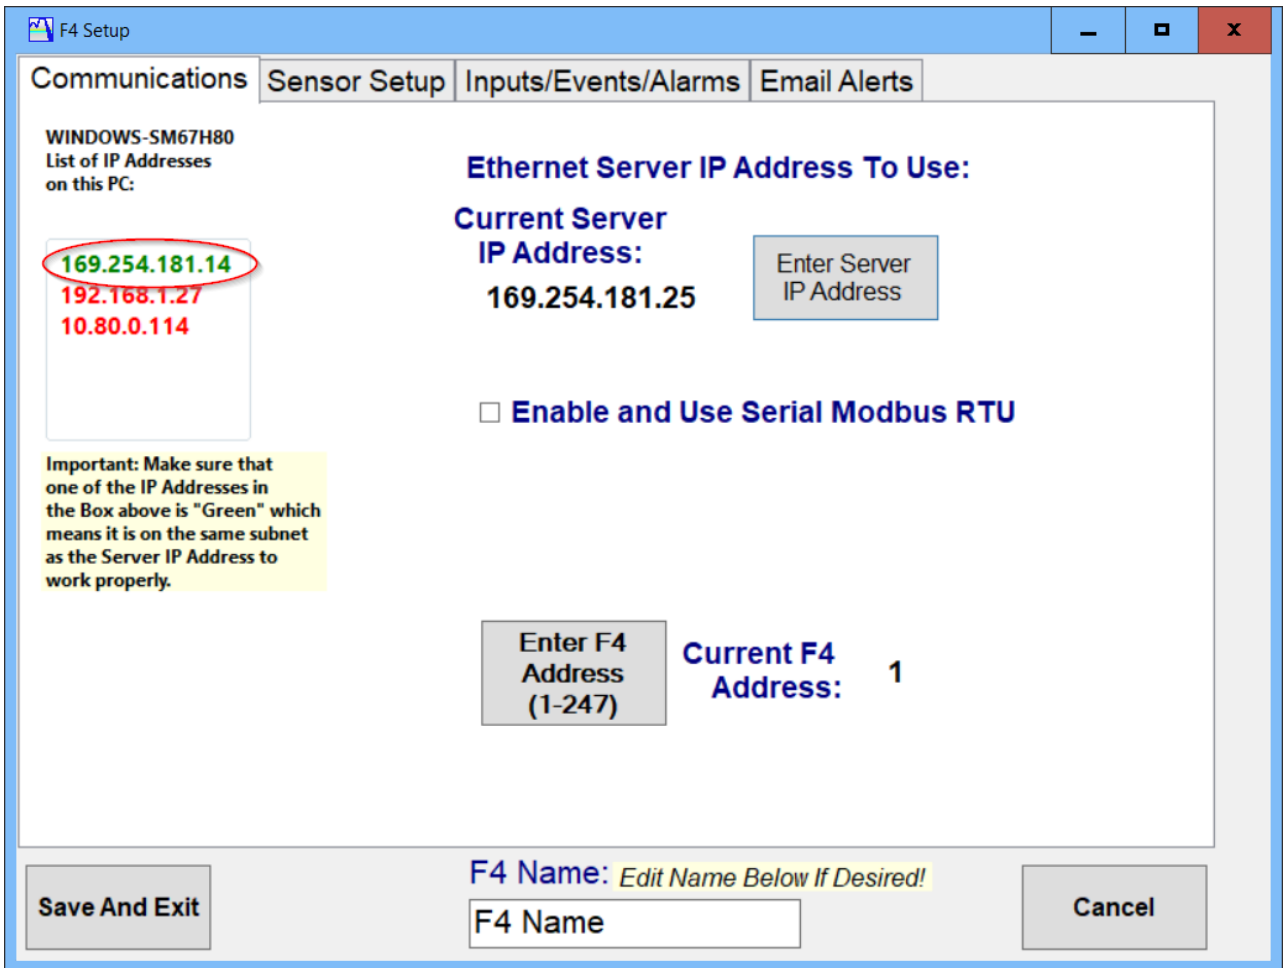 F4 Setup
x
Communications
Sensor Setup
Inputs/Events/Alarms
Email Alerts
WINDOWS-SM67H80
List of IP Addresses
on this PC:
169.254.181.14
192.168.1.27
10.80.0.114
Important: Make sure that
one of the IP Addresses in
the Box above is "Green" which
means it is on the same subnet
as the Server IP Address to
work properly.
Ethernet Server IP Address To Use:
Current Server
IP Address:
169.254.181.25
Enter Server
IP Address
Enable and Use Serial Modbus RTU
Enter F4
Address
(1-247)
Current F4
Address:
1
Save And Exit
F4 Name:
Edit Name Below If Desired!
F4 Name
Cancel